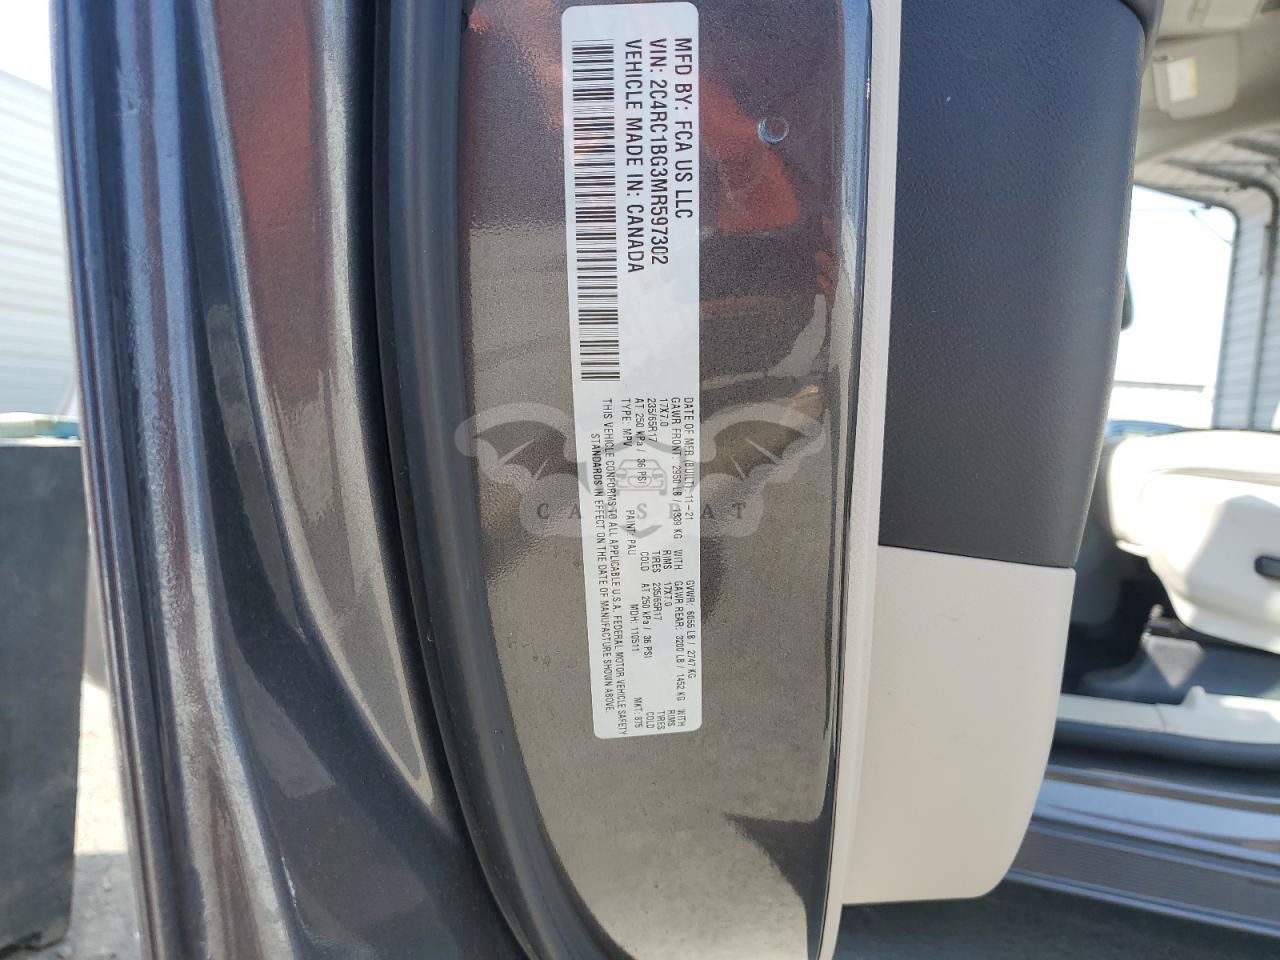 MFD BY: FCA US LLC
VIN: 2C4RC1BG3MR597302
VEHICLE MADE IN: CANADA
DATE OF MFR (BUILT) 11-21 GVWR: 6055 LB / 2747 KG
GAWR FRONT: 2950 LB / 1339 KG WITH GAWR REAR: 3200 LB / 1452 KG WITH
17X7.0 RIMS 17X7.0 RIMS
235/65R17 TIRES 235/65R17 TIRES
AT 250 kPa / 36 PSI COLD AT 250 kPa / 36 PSI COLD
TYPE: MPV PAINT: PAU MDH: 110511 MKT: 875
THIS VEHICLE CONFORMS TO ALL APPLICABLE U.S.A. FEDERAL MOTOR VEHICLE SAFETY
STANDARDS IN EFFECT ON THE DATE OF MANUFACTURE SHOWN ABOVE.